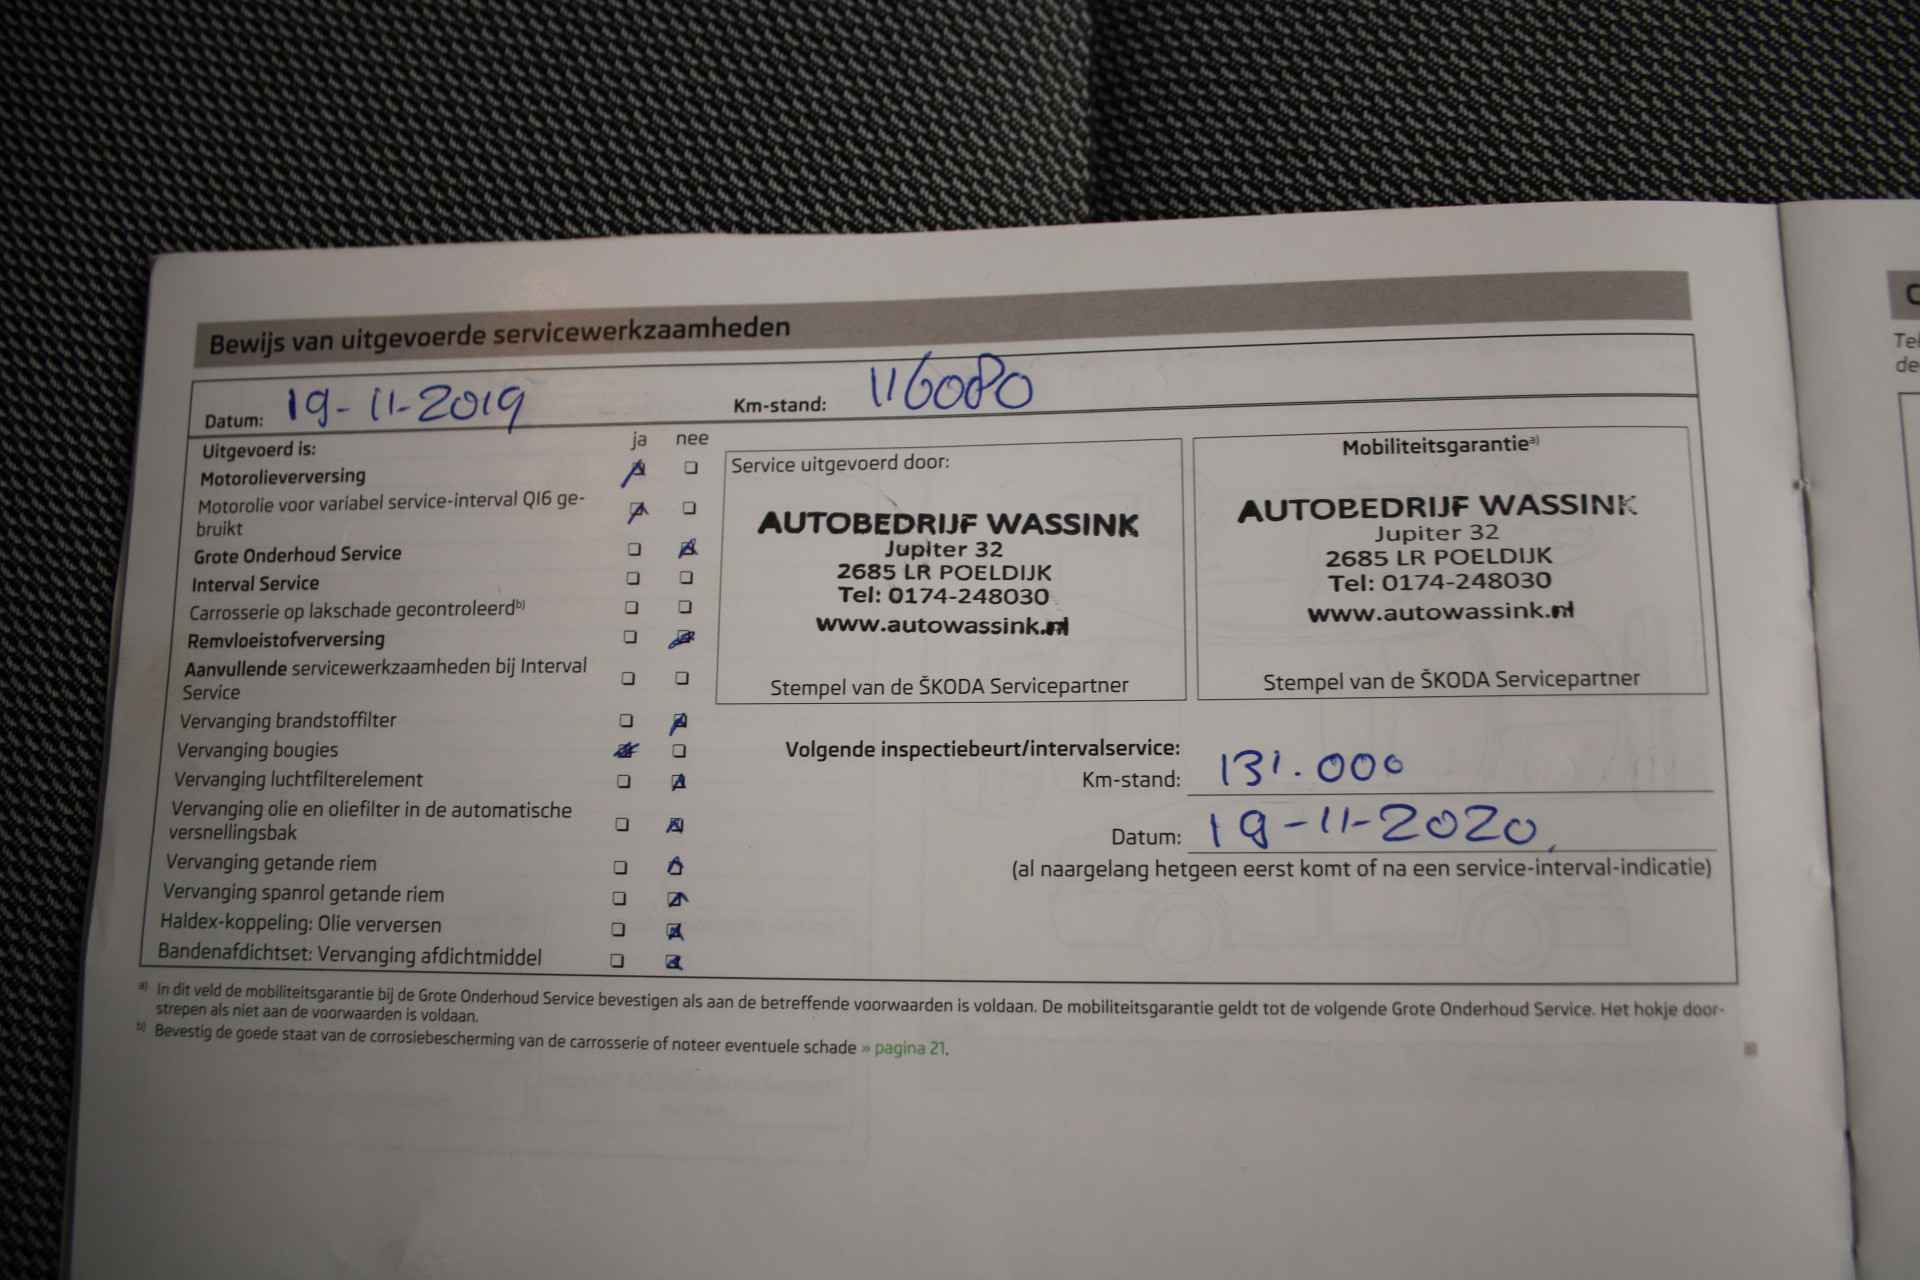 Bewijs van uitgevoerde servicewerkzaamheden
Datum: 19-11-2019 Km-stand: 116080
Uitgevoerd is: ja nee
Motorolieverversing
Motorolie voor variabel service-interval QI6 ge-
bruikt
Grote Onderhoud Service
Interval Service
Carrosserie op lakschade gecontroleerd b)
Remvloeistofverversing
Aanvullende servicewerkzaamheden bij Interval
Service
Vervanging brandstoffilter
Vervanging bougies
Vervanging luchtfilterelement
Vervanging olie en oliefilter in de automatische
versnellingsbak
Vervanging getande riem
Vervanging spanrol getande riem
Haldex-koppeling: Olie verversen
Bandenafdichtset: Vervanging afdichtmiddel
Service uitgevoerd door:
AUTOBEDRIJF WASSINK
Jupiter 32
2685 LR POELDIJK
Tel: 0174-248030
www.autowassink.nl
Stempel van de ŠKODA Servicepartner
Mobiliteitsgarantie a)
AUTOBEDRIJF WASSINK
Jupiter 32
2685 LR POELDIJK
Tel: 0174-248030
www.autowassink.nl
Stempel van de ŠKODA Servicepartner
Volgende inspectiebeurt/intervalservice:
Km-stand: 131.000
Datum: 19-11-2020
(al naargelang hetgeen eerst komt of na een service-interval-indicatie)
a) In dit veld de mobiliteitsgarantie bij de Grote Onderhoud Service bevestigen als aan de betreffende voorwaarden is voldaan. De mobiliteitsgarantie geldt tot de volgende Grote Onderhoud Service. Het hokje door-
strepen als niet aan de voorwaarden is voldaan.
b) Bevestig de goede staat van de corrosiebescherming van de carrosserie of noteer eventuele schade » pagina 21.